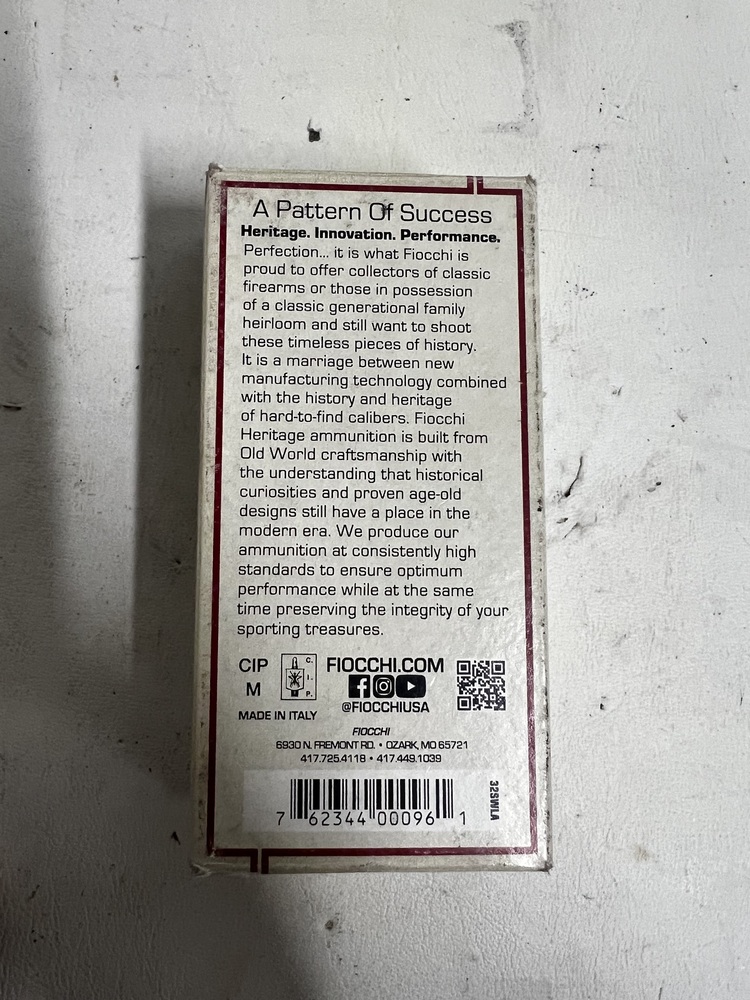 A Pattern Of Success
Heritage. Innovation. Performance.
Perfection... it is what Fiocchi is
proud to offer collectors of classic
firearms or those in possession
of a classic generational family
heirloom and still want to shoot
these timeless pieces of history.
It is a marriage between new
manufacturing technology combined
with the history and heritage
of hard-to-find calibers. Fiocchi
Heritage ammunition is built from
Old World craftsmanship with
the understanding that historical
curiosities and proven age-old
designs still have a place in the
modern era. We produce our
ammunition at consistently high
standards to ensure optimum
performance while at the same
time preserving the integrity of your
sporting treasures.
CIP
M
C.
I.
P.
MADE IN ITALY
FIOCCHI.COM
@FIOCCHIUSA
FIOCCHI
6930 N. FREMONT RD. • OZARK, MO 65721
417.725.4118 • 417.449.1039
7 62344 00096 1
32SWLA